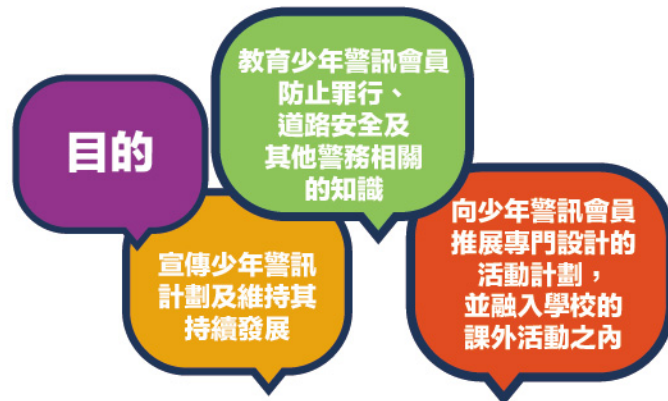 目的
教育少年警訊會員
防止罪行、
道路安全及
其他警務相關
的知識
宣傳少年警訊
計劃及維持其
持續發展
向少年警訊會員
推展專門設計的
活動計劃，
並融入學校的
課外活動之內